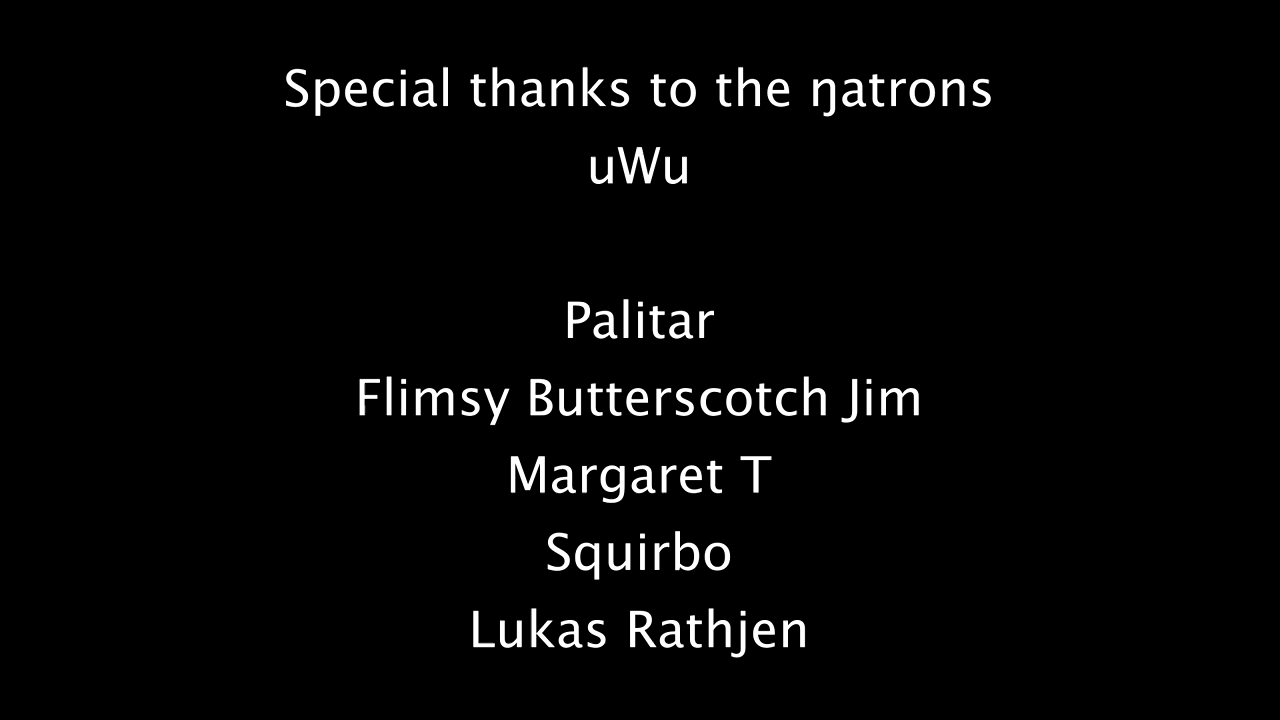 Special thanks to the ŋatrons
uWu
Palitar
Flimsy Butterscotch Jim
Margaret T
Squirbo
Lukas Rathjen